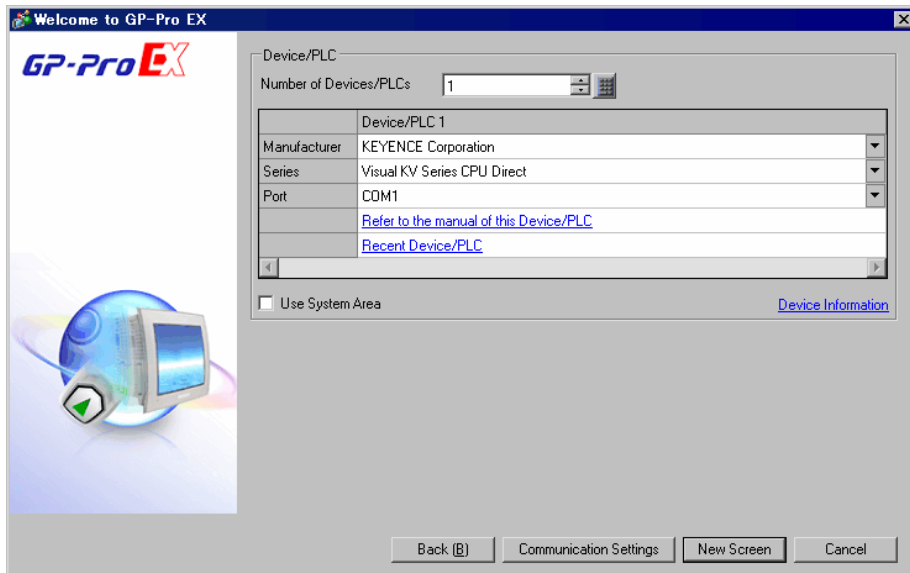 Welcome to GP-Pro EX
GP-Pro EX
Device/PLC
Number of Devices/PLCs 1
Device/PLC 1
Manufacturer KEYENCE Corporation
Series Visual KV Series CPU Direct
Port COM1
Refer to the manual of this Device/PLC
Recent Device/PLC
Use System Area Device Information
Back (B) Communication Settings New Screen Cancel